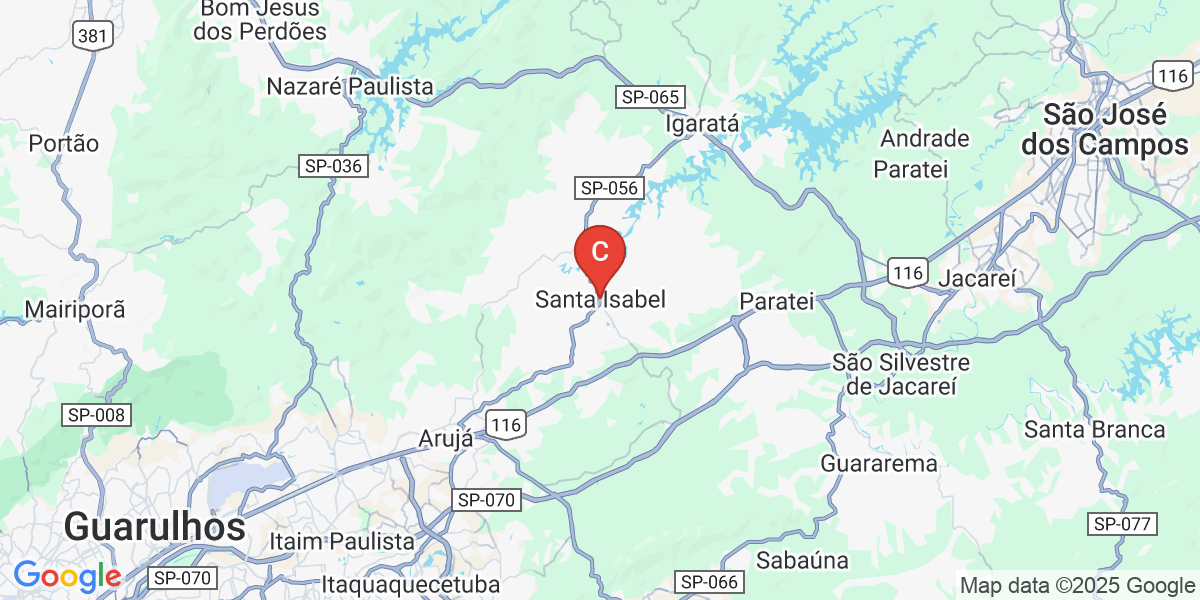 Bom Jesus
dos Perdões
381
116
Nazaré Paulista
SP-065
São José
dos Campos
Igaratá
Andrade
Portão
Paratei
SP-036
SP-056
C
116
Jacareí
Santa Isabel
Paratei
Mairiporã
São Silvestre
de Jacareí
SP-008
116
Arujá
Santa Branca
Guararema
SP-070
Guarulhos
SP-077
Itaim Paulista
Sabaúna
Google
SP-070
Itaquaquecetuba
SP-066
Map data ©2025 Google